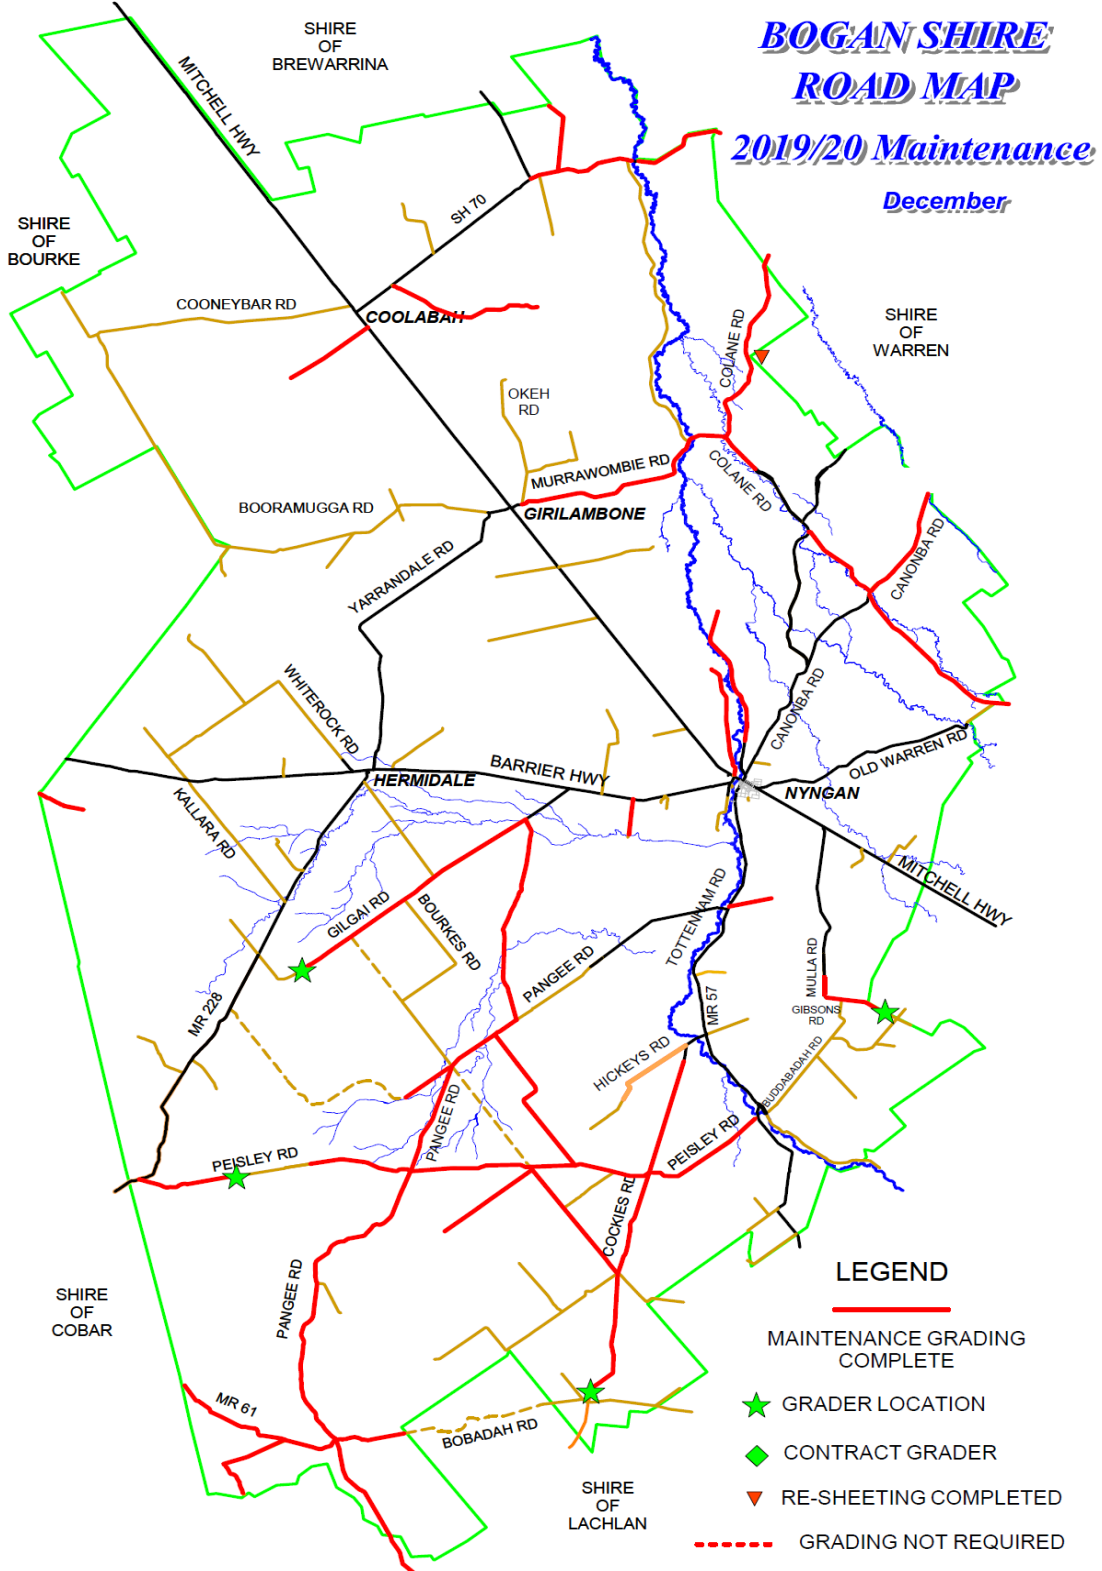 BOGAN SHIRE
ROAD MAP
2019/20 Maintenance
December
SHIRE
OF
BREWARRINA
MITCHELL HWY
SHIRE
OF
BOURKE
SH 70
COONEYBAR RD
COOLABAH
SHIRE
OF
WARREN
COLANE RD
OKEH
RD
MURRAWOMBIE RD
COLANE RD
BOORAMUGGA RD
GIRILAMBONE
YARRANDALE RD
CANONBA RD
WHITEROCK RD
CANONBA RD
OLD WARREN RD
BARRIER HWY
HERMIDALE
NYNGAN
KALLARA RD
MITCHELL HWY
GILGAI RD
BOURKES RD
TOTTENHAM RD
PANGEE RD
MULLA RD
MR 228
MR 57
GIBSONS
RD
HICKEYS RD
BUDDABADAH RD
PANGEE RD
PEISLEY RD
PEISLEY RD
COCKIES RD
PANGEE RD
SHIRE
OF
COBAR
MR 61
BOBADAH RD
SHIRE
OF
LACHLAN
LEGEND
MAINTENANCE GRADING
COMPLETE
GRADER LOCATION
CONTRACT GRADER
RE-SHEETING COMPLETED
GRADING NOT REQUIRED